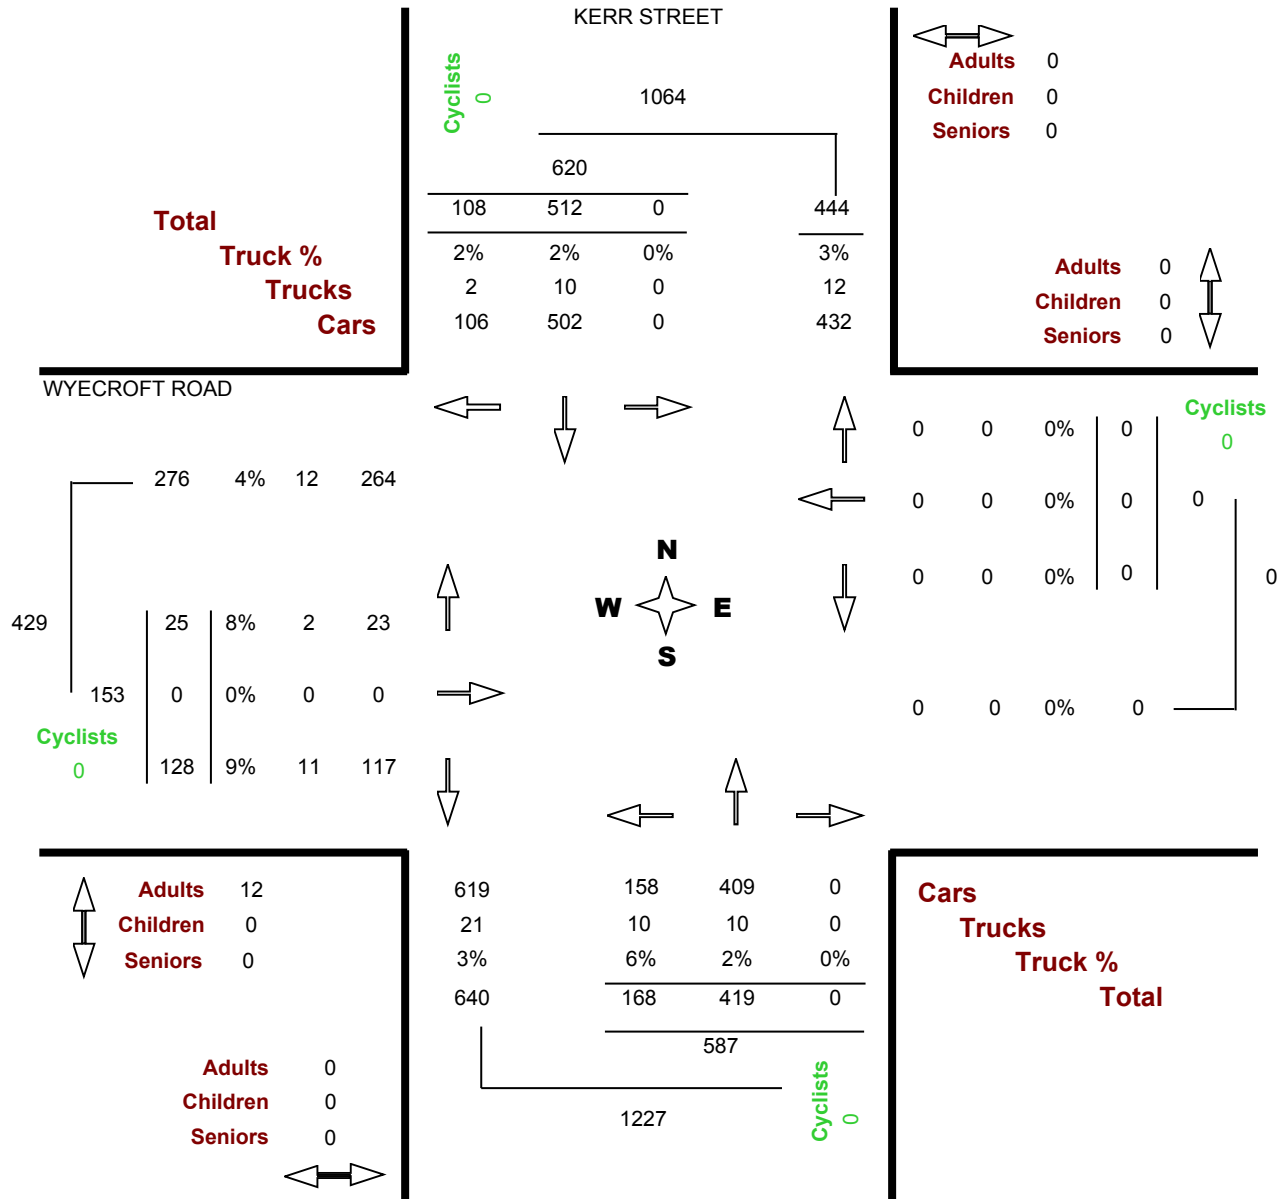 KERR STREET
Cyclists
0
1064
Adults 0
Children 0
Seniors 0
620
108 512 0 444
Total
Truck %
Trucks
Cars
2% 2% 0% 3%
2 10 0 12
106 502 0 432
Adults 0
Children 0
Seniors 0
WYECROFT ROAD
Cyclists
0
0 0 0% 0
276 4% 12 264
0 0 0% 0 0
N
W E
S
0 0 0% 0 0
429 25 8% 2 23
153 0 0% 0 0
0 0 0% 0
Cyclists
0
128 9% 11 117
Adults 12
Children 0
Seniors 0
619 158 409 0
21 10 10 0
3% 6% 2% 0%
640 168 419 0
Cars
Trucks
Truck %
Total
587
Adults 0
Children 0
Seniors 0
Cyclists
0
1227